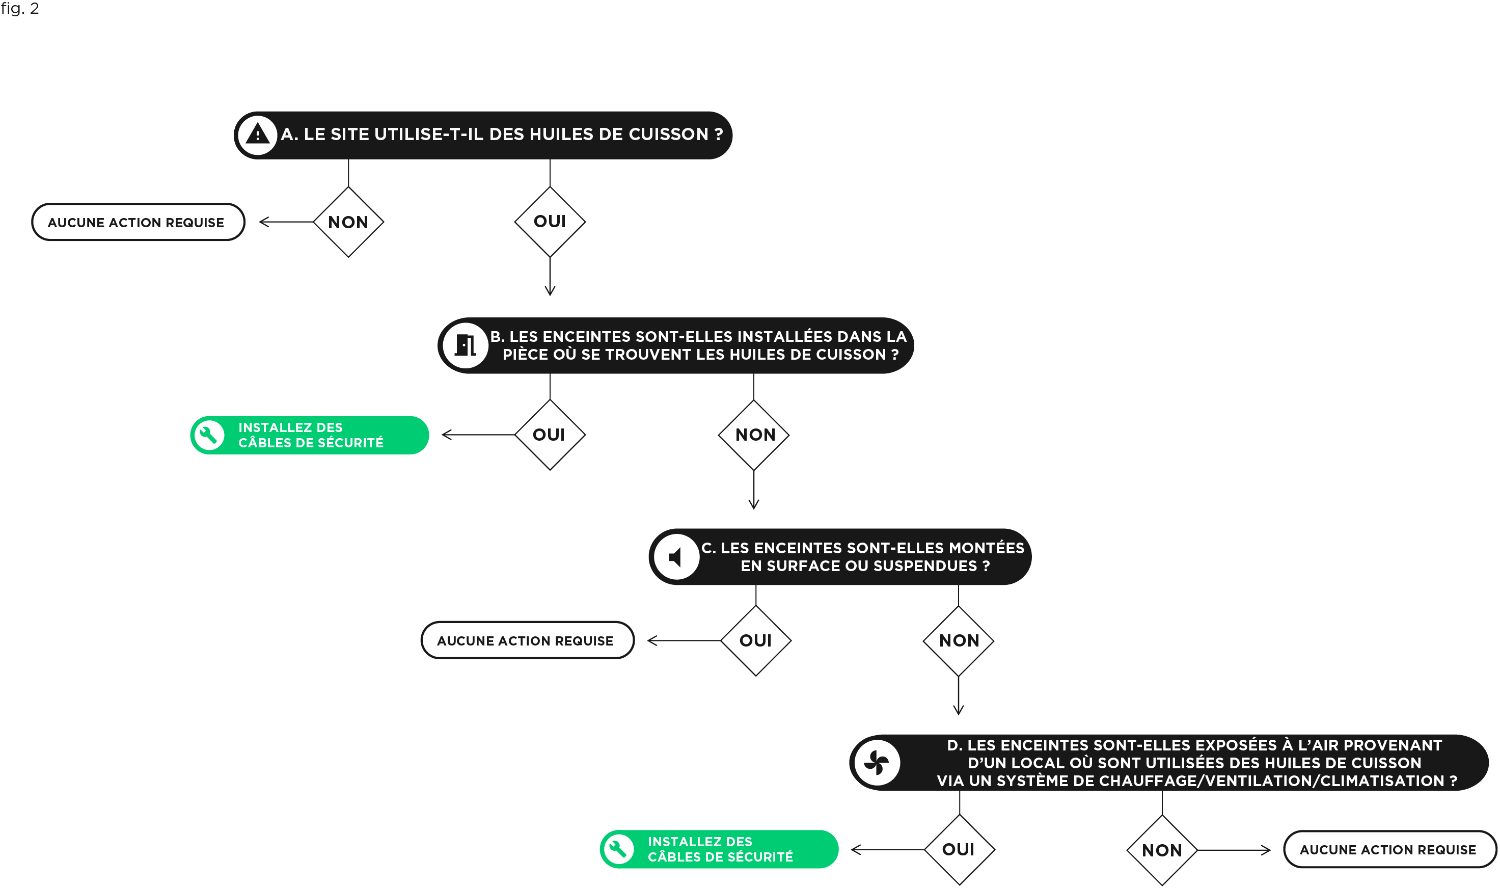 fig. 2
A. LE SITE UTILISE-T-IL DES HUILES DE CUISSON ?
AUCUNE ACTION REQUISE
NON
OUI
B. LES ENCEINTES SONT-ELLES INSTALLÉES DANS LA
PIÈCE OÙ SE TROUVENT LES HUILES DE CUISSON ?
INSTALLEZ DES
CÂBLES DE SÉCURITÉ
OUI
NON
C. LES ENCEINTES SONT-ELLES MONTÉES
EN SURFACE OU SUSPENDUES ?
AUCUNE ACTION REQUISE
OUI
NON
D. LES ENCEINTES SONT-ELLES EXPOSÉES À L’AIR PROVENANT
D’UN LOCAL OÙ SONT UTILISÉES DES HUILES DE CUISSON
VIA UN SYSTÈME DE CHAUFFAGE/VENTILATION/CLIMATISATION ?
INSTALLEZ DES
CÂBLES DE SÉCURITÉ
OUI
NON
AUCUNE ACTION REQUISE